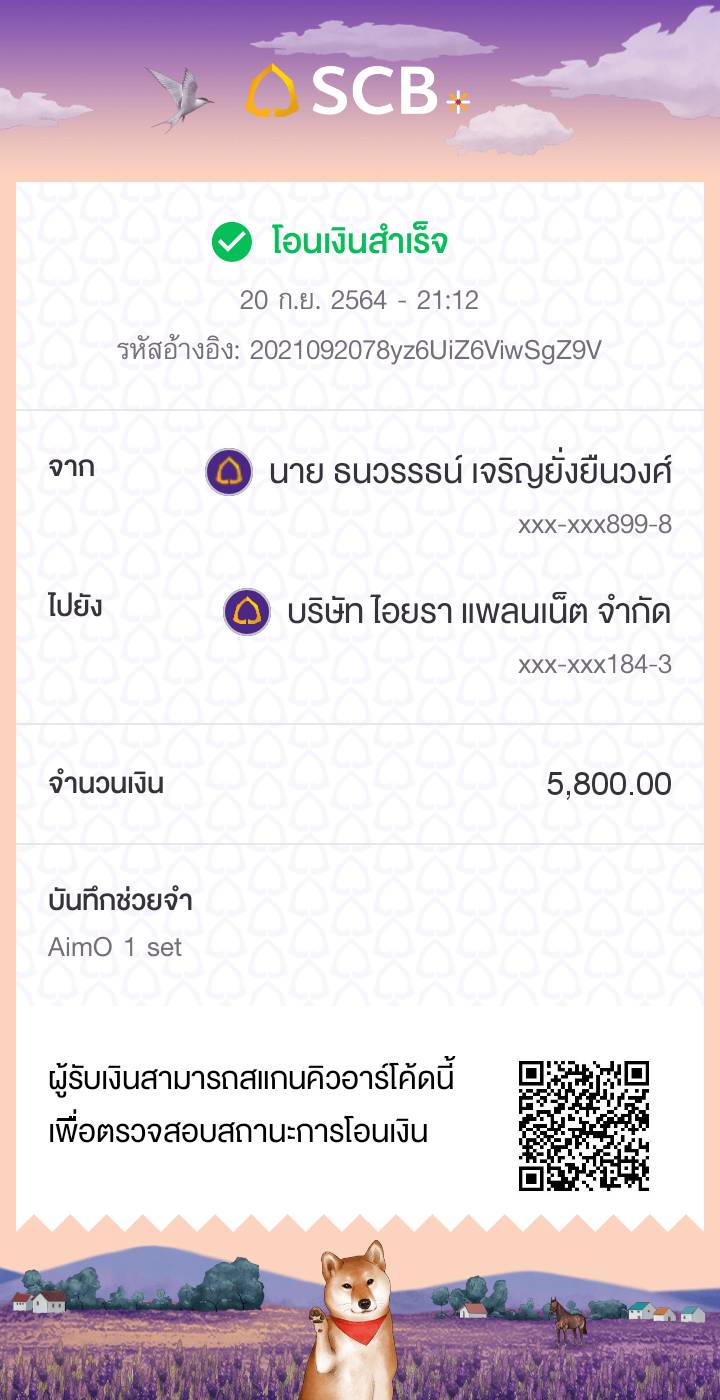 SCB
โอนเงินสำเร็จ
20 ก.ย. 2564 - 21:12
รหัสอ้างอิง: 2021092078yz6UiZ6ViwSgZ9V
จาก
นาย ธนวรรธน์ เจริญยั่งยืนวงศ์
xxx-xxx899-8
ไปยัง
บริษัท ไอยรา แพลนเน็ต จำกัด
xxx-xxx184-3
จำนวนเงิน
5,800.00
บันทึกช่วยจำ
AimO 1 set
ผู้รับเงินสามารถสแกนคิวอาร์โค้ดนี้
เพื่อตรวจสอบสถานะการโอนเงิน